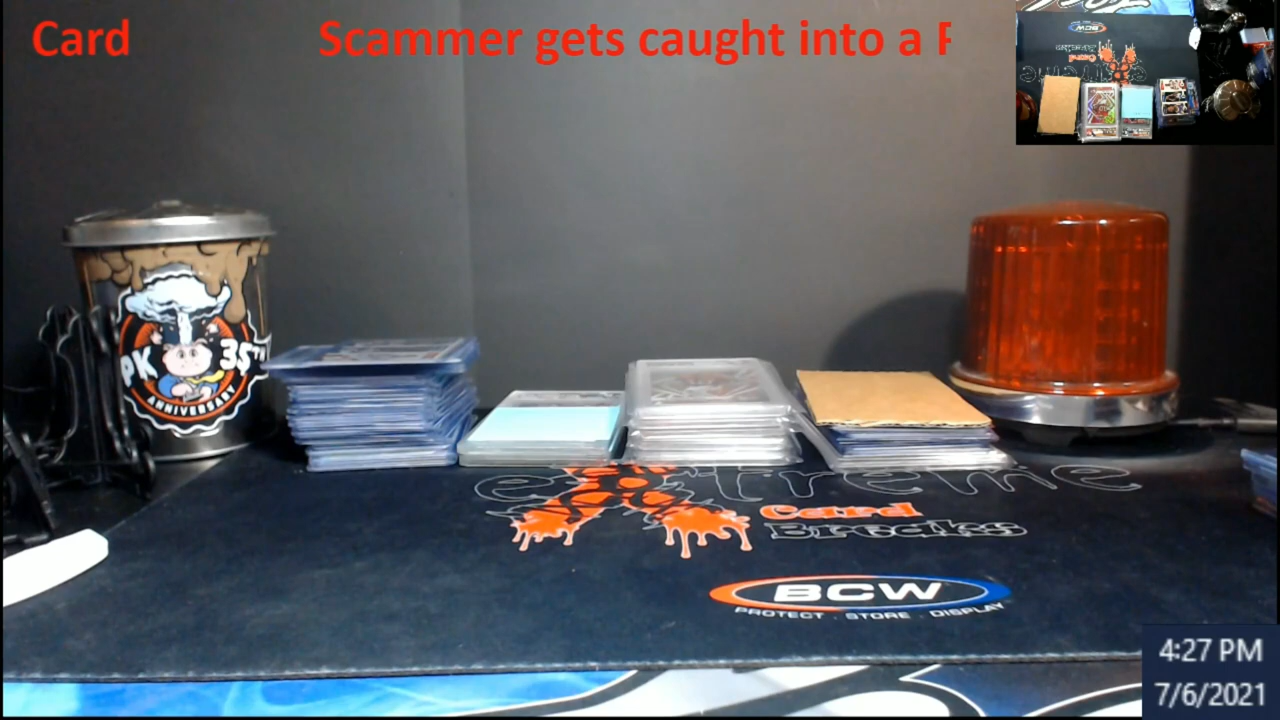 Card Scammer gets caught into a
PK 35TH
ANNIVERSARY
extreme
Card
Breaks
BCW
PROTECT . STORE . DISPLAY
4:27 PM
7/6/2021